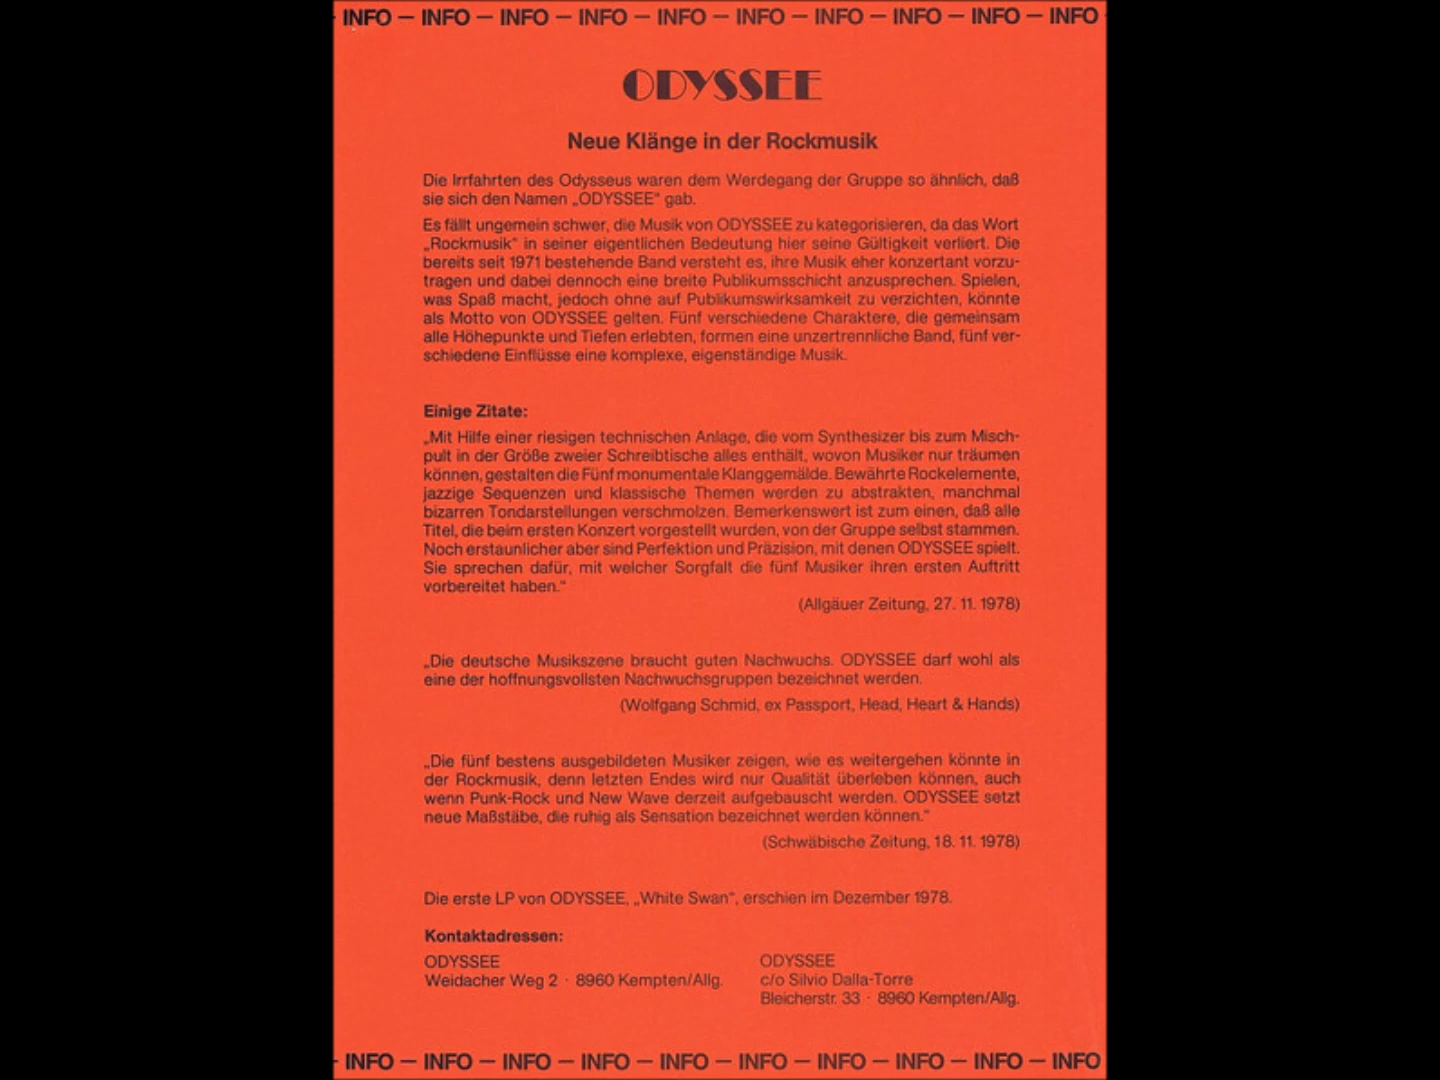 INFO — INFO — INFO — INFO — INFO — INFO — INFO — INFO — INFO — INFO
ODYSSEE
Neue Klänge in der Rockmusik
Die Irrfahrten des Odysseus waren dem Werdegang der Gruppe so ähnlich, daß
sie sich den Namen „ODYSSEE“ gab.
Es fällt ungemein schwer, die Musik von ODYSSEE zu kategorisieren, da das Wort
„Rockmusik“ in seiner eigentlichen Bedeutung hier seine Gültigkeit verliert. Die
bereits seit 1971 bestehende Band versteht es, ihre Musik eher konzertant vorzu-
tragen und dabei dennoch eine breite Publikumsschicht anzusprechen. Spielen,
was Spaß macht, jedoch ohne auf Publikumswirksamkeit zu verzichten, könnte
als Motto von ODYSSEE gelten. Fünf verschiedene Charaktere, die gemeinsam
alle Höhepunkte und Tiefen erlebten, formen eine unzertrennliche Band, fünf ver-
schiedene Einflüsse eine komplexe, eigenständige Musik.
Einige Zitate:
„Mit Hilfe einer riesigen technischen Anlage, die vom Synthesizer bis zum Misch-
pult in der Größe zweier Schreibtische alles enthält, wovon Musiker nur träumen
können, gestalten die Fünf monumentale Klanggemälde. Bewährte Rockelemente,
jazzige Sequenzen und klassische Themen werden zu abstrakten, manchmal
bizarren Tondarstellungen verschmolzen. Bemerkenswert ist zum einen, daß alle
Titel, die beim ersten Konzert vorgestellt wurden, von der Gruppe selbst stammen.
Noch erstaunlicher aber sind Perfektion und Präzision, mit denen ODYSSEE spielt.
Sie sprechen dafür, mit welcher Sorgfalt die fünf Musiker ihren ersten Auftritt
vorbereitet haben.“
(Allgäuer Zeitung, 27. 11. 1978)
„Die deutsche Musikszene braucht guten Nachwuchs. ODYSSEE darf wohl als
eine der hoffnungsvollsten Nachwuchsgruppen bezeichnet werden.
(Wolfgang Schmid, ex Passport, Head, Heart & Hands)
„Die fünf bestens ausgebildeten Musiker zeigen, wie es weitergehen könnte in
der Rockmusik, denn letzten Endes wird nur Qualität überleben können, auch
wenn Punk-Rock und New Wave derzeit aufgebauscht werden. ODYSSEE setzt
neue Maßstäbe, die ruhig als Sensation bezeichnet werden können.“
(Schwäbische Zeitung, 18. 11. 1978)
Die erste LP von ODYSSEE, „White Swan“, erschien im Dezember 1978.
Kontaktadressen:
ODYSSEE
Weidacher Weg 2 · 8960 Kempten/Allg.
ODYSSEE
c/o Silvio Dalla-Torre
Bleicherstr. 33 · 8960 Kempten/Allg.
INFO — INFO — INFO — INFO — INFO — INFO — INFO — INFO — INFO — INFO